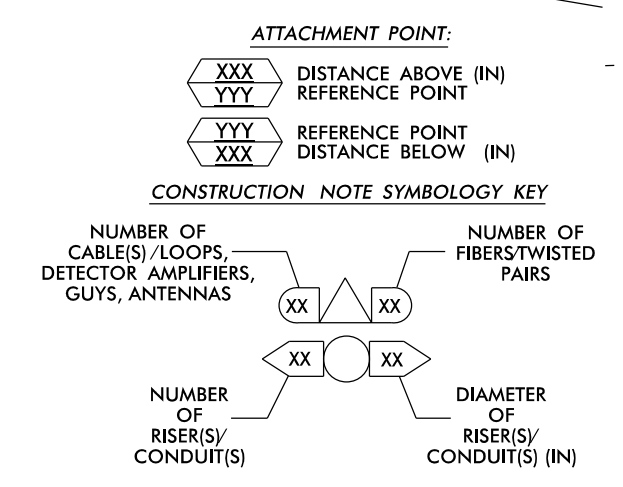 ATTACHMENT POINT:
XXX
YYY
DISTANCE ABOVE (IN)
REFERENCE POINT
YYY
XXX
REFERENCE POINT
DISTANCE BELOW (IN)
CONSTRUCTION NOTE SYMBOLOGY KEY
NUMBER OF
CABLE(S)/LOOPS,
DETECTOR AMPLIFIERS,
GUYS, ANTENNAS
NUMBER OF
FIBERS/TWISTED
PAIRS
XX
XX
XX
XX
NUMBER
OF
RISER(S)/
CONDUIT(S)
DIAMETER
OF
RISER(S)/
CONDUIT(S) (IN)